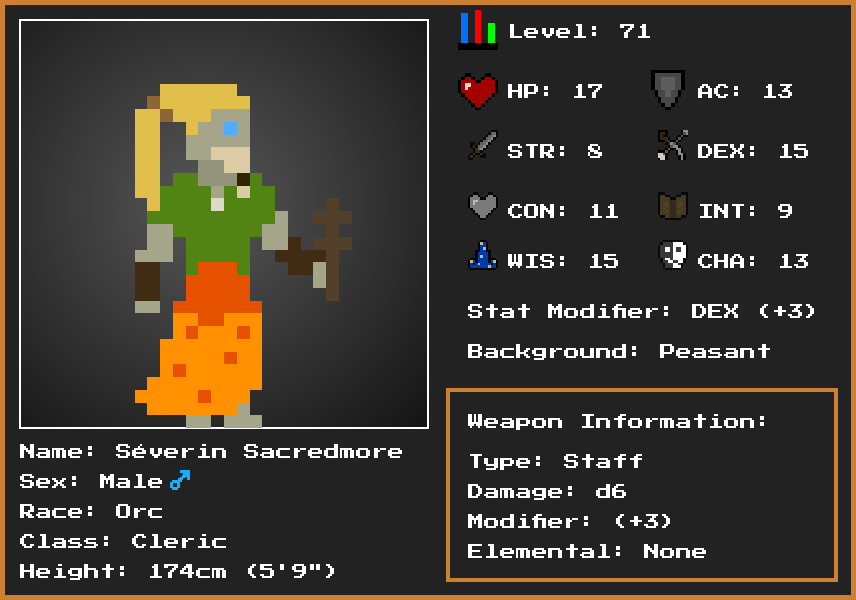 Level: 71
HP: 17
AC: 13
STR: 8
DEX: 15
CON: 11
INT: 9
WIS: 15
CHA: 13
Stat Modifier: DEX (+3)
Background: Peasant
Weapon Information:
Type: Staff
Damage: d6
Modifier: (+3)
Elemental: None
Name: Séverin Sacredmore
Sex: Male♂
Race: Orc
Class: Cleric
Height: 174cm (5'9")